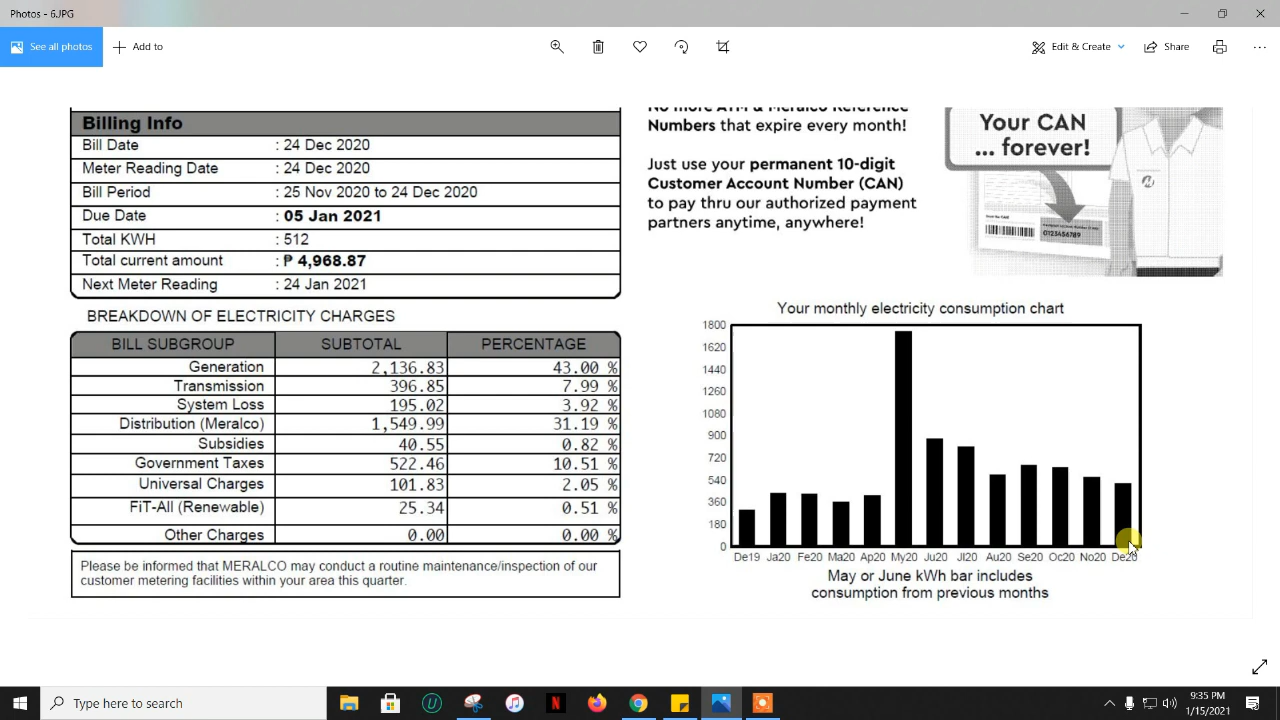 Photos - 6JPG
See all photos
Add to
Edit & Create
Share
Billing Info
Bill Date : 24 Dec 2020
Meter Reading Date : 24 Dec 2020
Bill Period : 25 Nov 2020 to 24 Dec 2020
Due Date : 05 Jan 2021
Total KWH : 512
Total current amount : ₱ 4,968.87
Next Meter Reading : 24 Jan 2021
BREAKDOWN OF ELECTRICITY CHARGES
BILL SUBGROUP SUBTOTAL PERCENTAGE
Generation 2,136.83 43.00 %
Transmission 396.85 7.99 %
System Loss 195.02 3.92 %
Distribution (Meralco) 1,549.99 31.19 %
Subsidies 40.55 0.82 %
Government Taxes 522.46 10.51 %
Universal Charges 101.83 2.05 %
FiT-All (Renewable) 25.34 0.51 %
Other Charges 0.00 0.00 %
Please be informed that MERALCO may conduct a routine maintenance/inspection of our
customer metering facilities within your area this quarter.
No more ATM & Meralco Reference
Numbers that expire every month!
Just use your permanent 10-digit
Customer Account Number (CAN)
to pay thru our authorized payment
partners anytime, anywhere!
Your CAN
... forever!
0123456789
Your monthly electricity consumption chart
1800
1620
1440
1260
1080
900
720
540
360
180
0
De19 Ja20 Fe20 Ma20 Ap20 My20 Ju20 Jl20 Au20 Se20 Oc20 No20 De20
May or June kWh bar includes
consumption from previous months
Type here to search
9:35 PM
1/15/2021